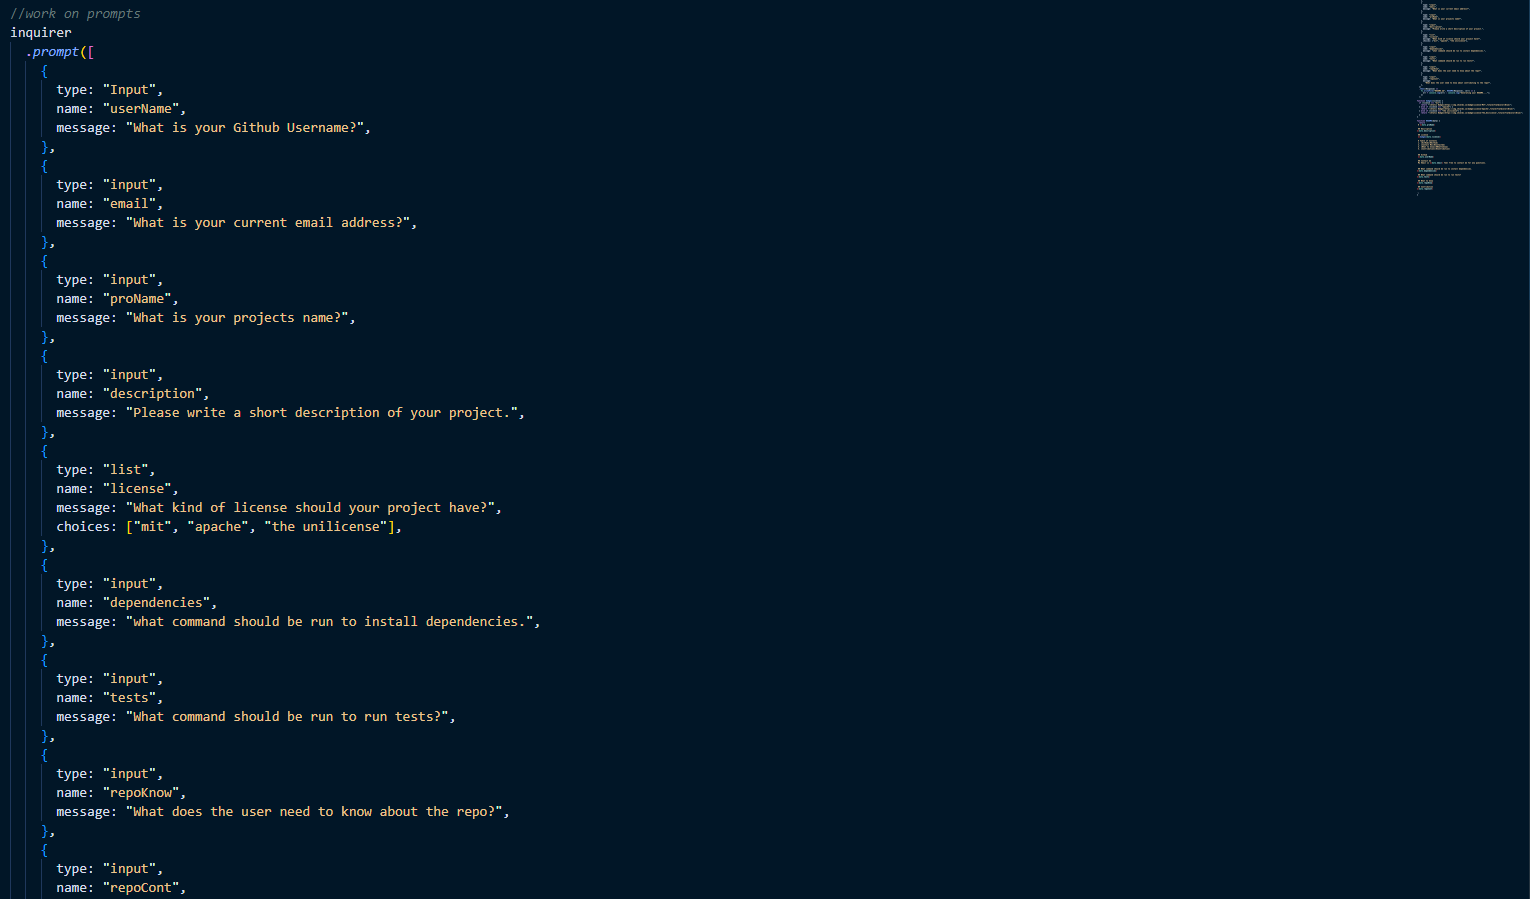 //work on prompts
inquirer
  .prompt([
    {
      type: "Input",
      name: "userName",
      message: "What is your Github Username?",
    },
    {
      type: "input",
      name: "email",
      message: "What is your current email address?",
    },
    {
      type: "input",
      name: "proName",
      message: "What is your projects name?",
    },
    {
      type: "input",
      name: "description",
      message: "Please write a short description of your project.",
    },
    {
      type: "list",
      name: "license",
      message: "What kind of license should your project have?",
      choices: ["mit", "apache", "the unilicense"],
    },
    {
      type: "input",
      name: "dependencies",
      message: "what command should be run to install dependencies.",
    },
    {
      type: "input",
      name: "tests",
      message: "What command should be run to run tests?",
    },
    {
      type: "input",
      name: "repoKnow",
      message: "What does the user need to know about the repo?",
    },
    {
      type: "input",
      name: "repoCont",